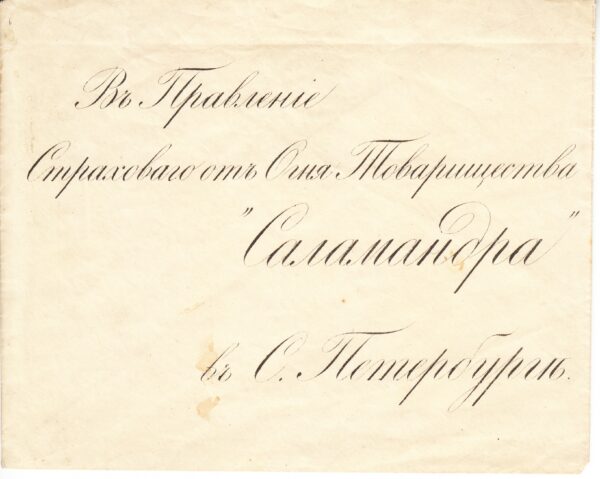 Въ Правленіе
Страховаго отъ Огня Товарищества
"Саламандра"
въ С. Петербургѣ.